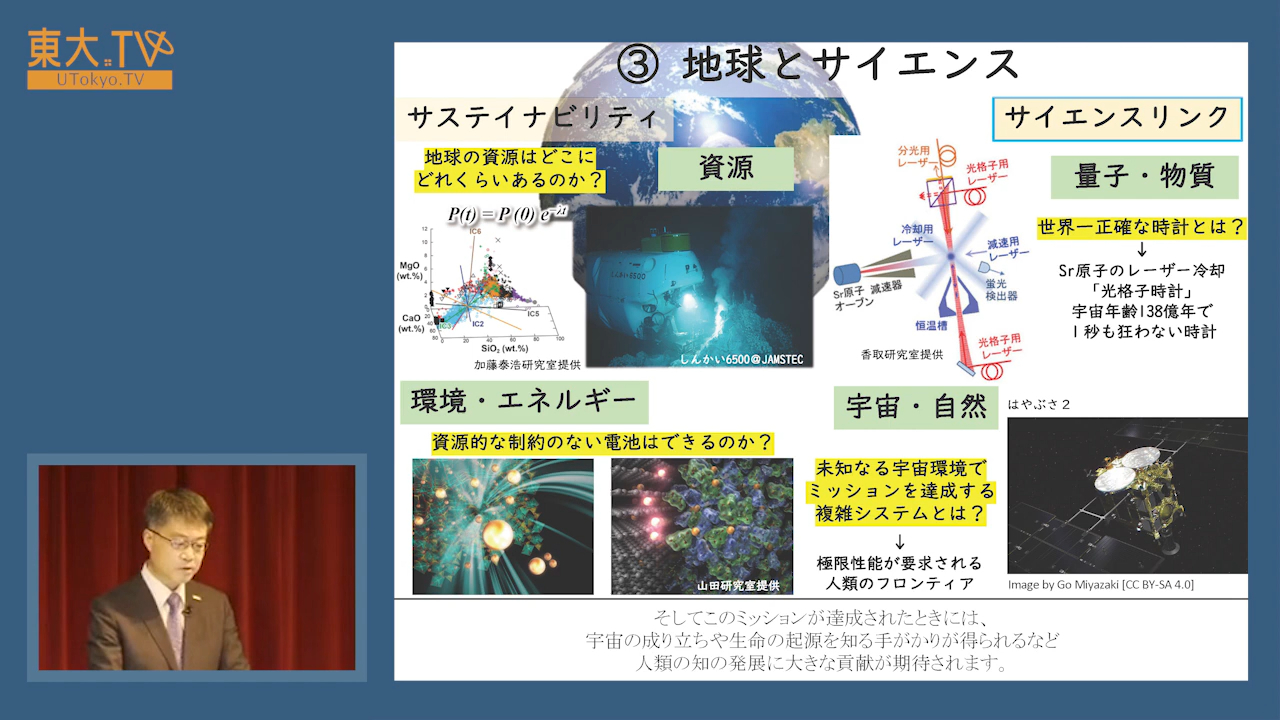 東大TV
UTokyo.TV
③ 地球とサイエンス
サステイナビリティ
サイエンスリンク
地球の資源はどこに
どれくらいあるのか？
資源
P(t) = P (0) e^-λt
IC6
MgO
(wt.%)
CaO
(wt.%)
IC5
IC3
IC2
SiO₂ (wt.%)
加藤泰浩研究室提供
しんかい6500@JAMSTEC
分光用
レーザー
光格子用
レーザー
冷却用
レーザー
減速用
レーザー
Sr原子
オーブン
減速器
蛍光
検出器
恒温槽
光格子用
レーザー
香取研究室提供
量子・物質
世界一正確な時計とは？
↓
Sr原子のレーザー冷却
「光格子時計」
宇宙年齢138億年で
1秒も狂わない時計
環境・エネルギー
資源的な制約のない電池はできるのか？
山田研究室提供
宇宙・自然
はやぶさ2
未知なる宇宙環境で
ミッションを達成する
複雑システムとは？
↓
極限性能が要求される
人類のフロンティア
Image by Go Miyazaki [CC BY-SA 4.0]
そしてこのミッションが達成されたときには、
宇宙の成り立ちや生命の起源を知る手がかりが得られるなど
人類の知の発展に大きな貢献が期待されます。